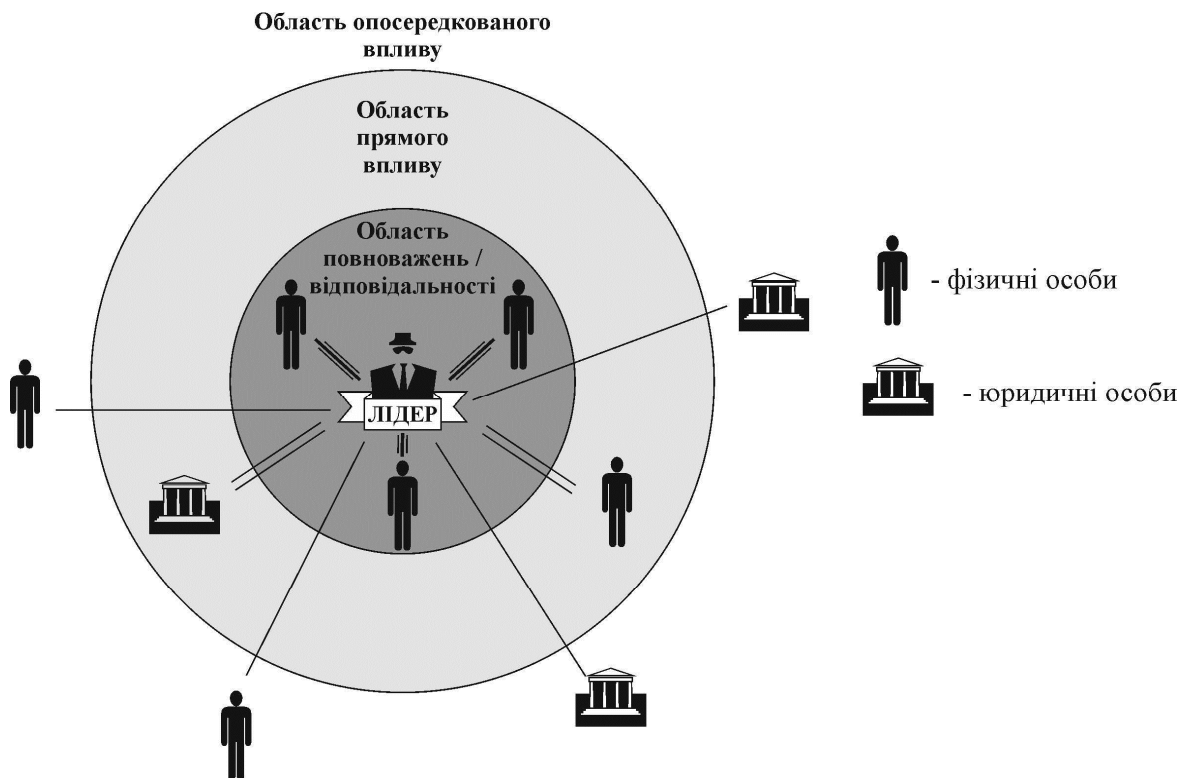 Область опосередкованого
впливу
Область
прямого
впливу
Область
повноважень /
відповідальності
ЛІДЕР
- фізичні особи
- юридичні особи